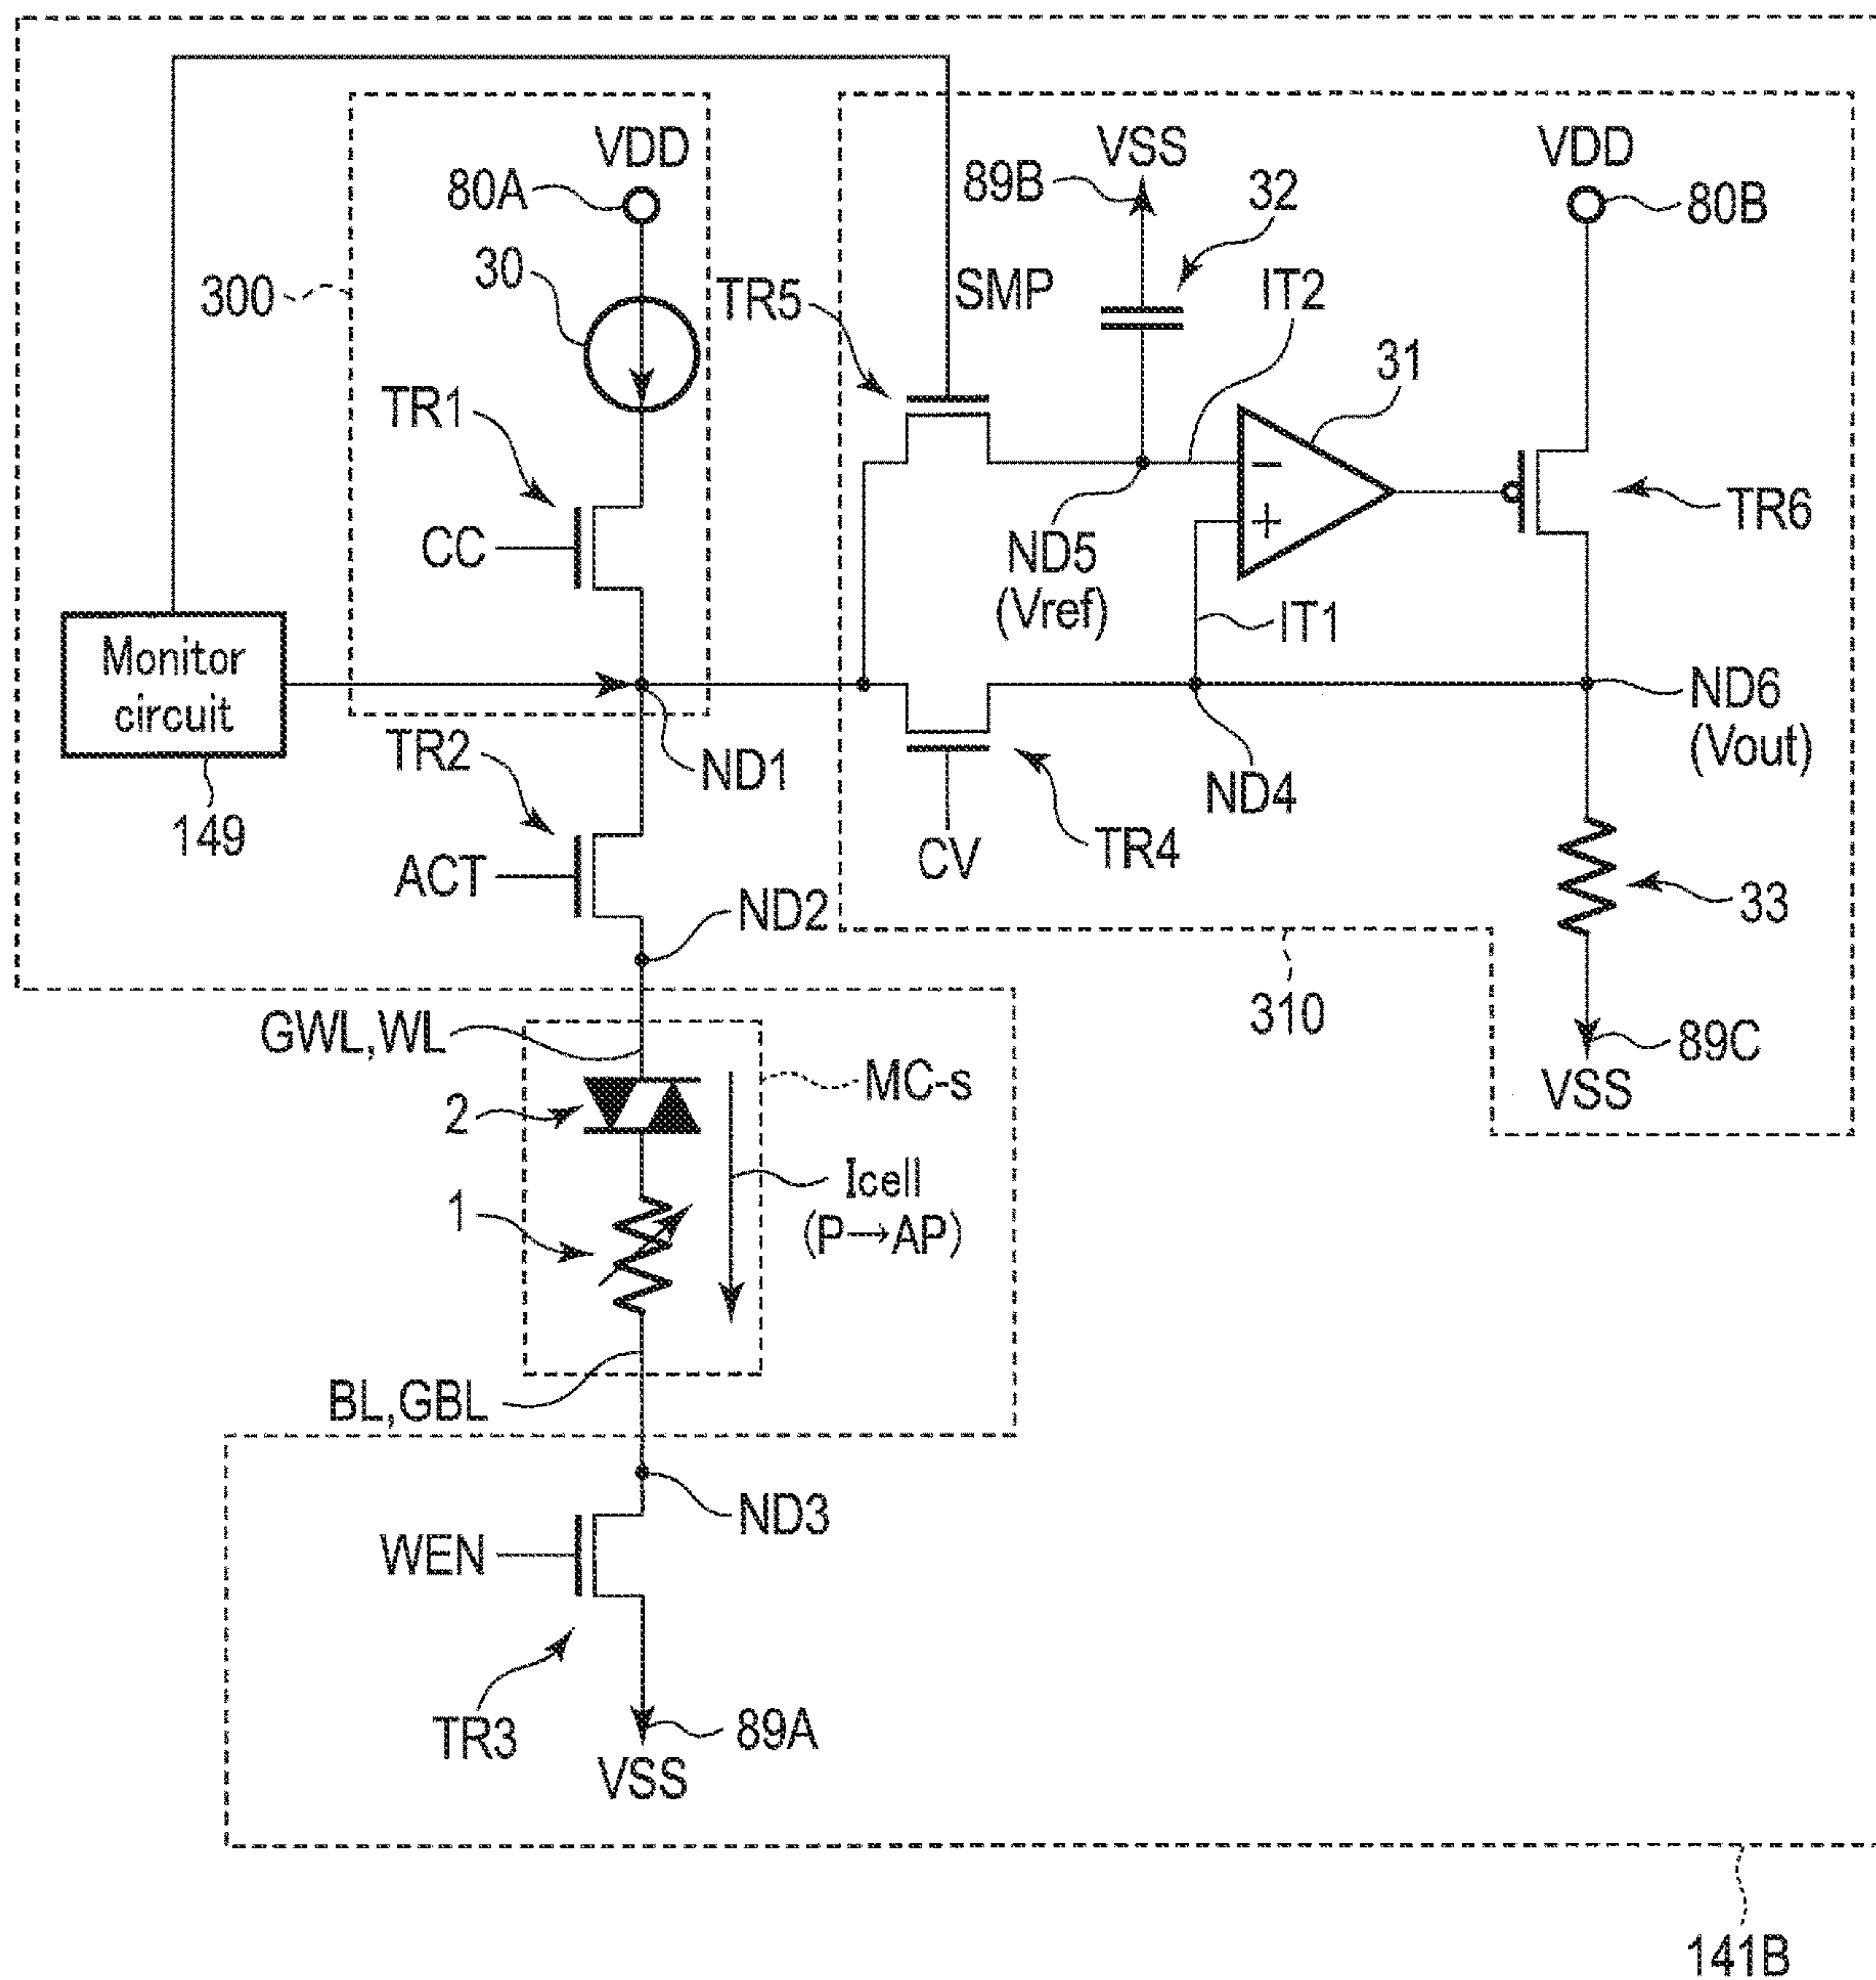 VDD
80A
30
300
TR1
CC
Monitor
circuit
149
TR2
ND1
ACT
ND2
VSS
89B
32
SMP
TR5
IT2
31
VDD
80B
TR6
ND5
(Vref)
IT1
ND6
(Vout)
ND4
TR4
CV
33
310
89C
VSS
GWL,WL
MC-s
2
Icell
(P→AP)
1
BL,GBL
ND3
WEN
TR3
89A
VSS
141B